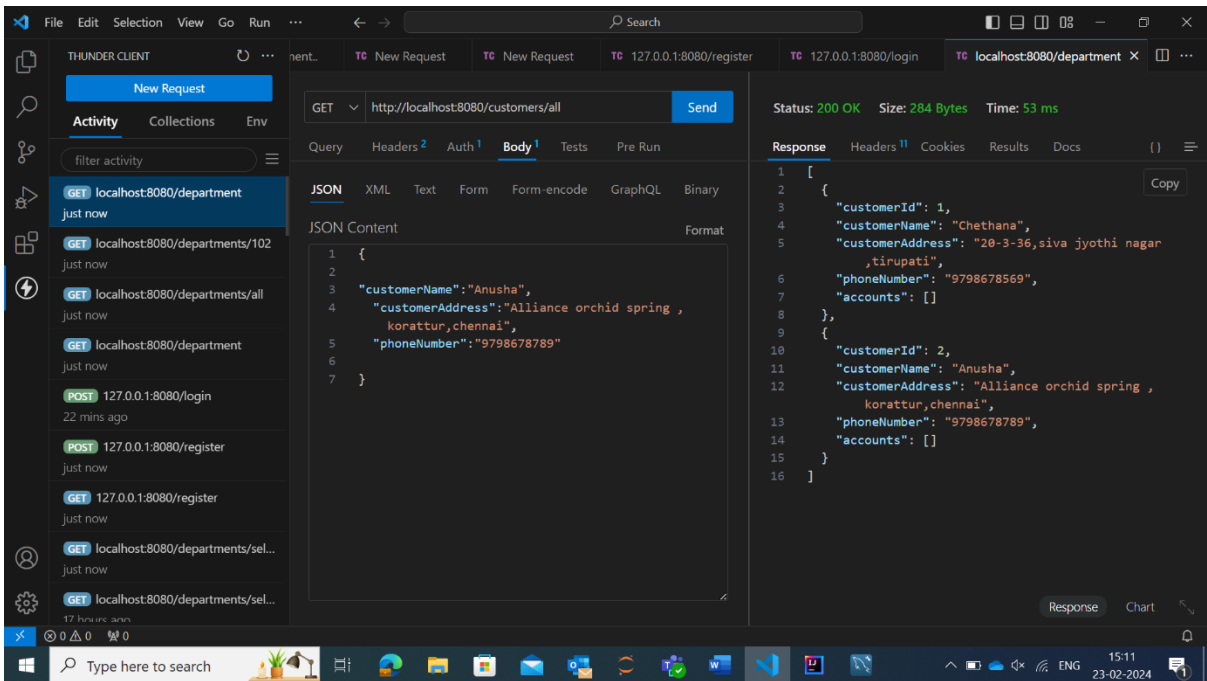 File Edit Selection View Go Run ···
Search
THUNDER CLIENT
New Request
Activity Collections Env
filter activity
GET localhost:8080/department
just now
GET localhost:8080/departments/102
just now
GET localhost:8080/departments/all
just now
GET localhost:8080/department
just now
POST 127.0.0.1:8080/login
22 mins ago
POST 127.0.0.1:8080/register
just now
GET 127.0.0.1:8080/register
just now
GET localhost:8080/departments/sel...
just now
GET localhost:8080/departments/sel...
17 hours ago
nent.. TC New Request TC New Request TC 127.0.0.1:8080/register TC 127.0.0.1:8080/login TC localhost:8080/department
GET http://localhost:8080/customers/all Send
Query Headers 2 Auth 1 Body 1 Tests Pre Run
JSON XML Text Form Form-encode GraphQL Binary
JSON Content Format
1 {
2
3 "customerName":"Anusha",
4 "customerAddress":"Alliance orchid spring ,
korattur,chennai",
5 "phoneNumber":"9798678789"
6
7 }
Status: 200 OK Size: 284 Bytes Time: 53 ms
Response Headers 11 Cookies Results Docs { }
Copy
1 [
2 {
3 "customerId": 1,
4 "customerName": "Chethana",
5 "customerAddress": "20-3-36,siva jyothi nagar
,tirupati",
6 "phoneNumber": "9798678569",
7 "accounts": []
8 },
9 {
10 "customerId": 2,
11 "customerName": "Anusha",
12 "customerAddress": "Alliance orchid spring ,
korattur,chennai",
13 "phoneNumber": "9798678789",
14 "accounts": []
15 }
16 ]
Response Chart
0 0 0
Type here to search
ENG
15:11
23-02-2024
1